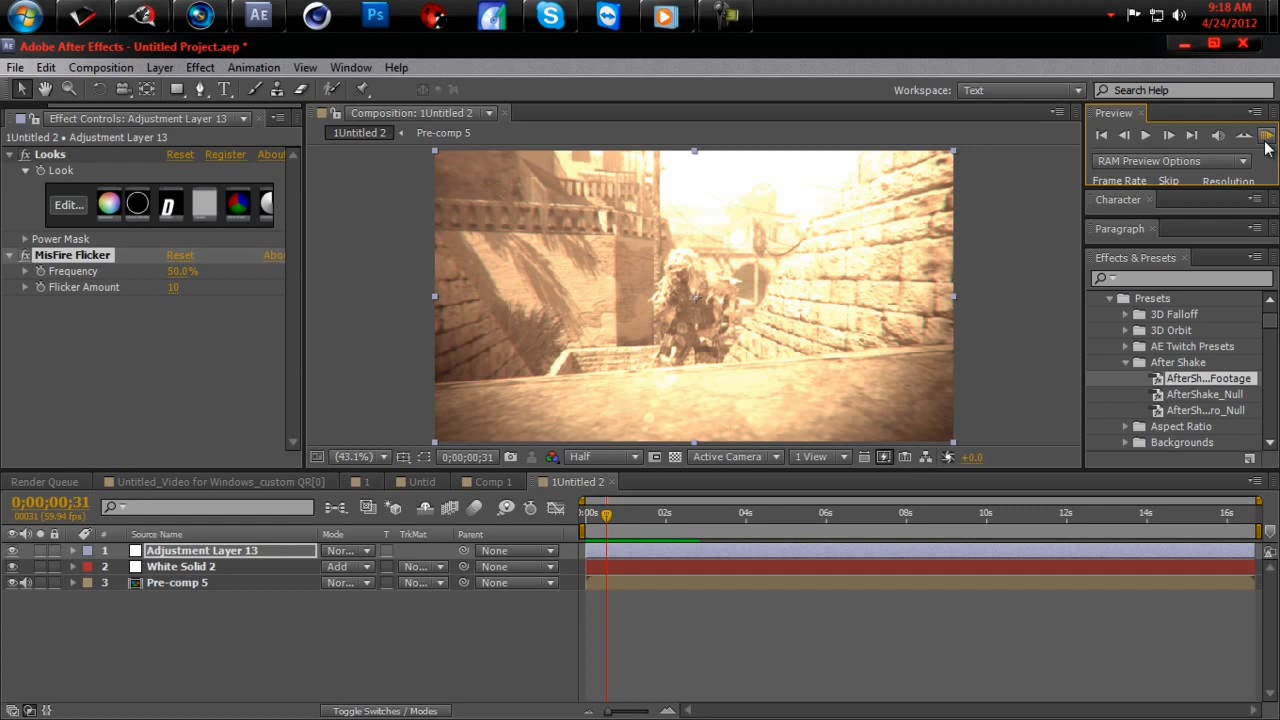 9:18 AM
4/24/2012
AE
Ps
AE Adobe After Effects - Untitled Project.aep *
File Edit Composition Layer Effect Animation View Window Help
T
Workspace: Text Search Help
Effect Controls: Adjustment Layer 13
1Untitled 2 • Adjustment Layer 13
fx Looks Reset Register About
Look
Edit...
D
Power Mask
fx MisFire Flicker Reset Abo
Frequency 50.0%
Flicker Amount 10
Composition: 1Untitled 2
1Untitled 2 Pre-comp 5
(43.1%) 0;00;00;31 Half Active Camera 1 View +0.0
Preview
RAM Preview Options
Frame Rate Skip Resolution
Character
Paragraph
Effects & Presets
Presets
3D Falloff
3D Orbit
AE Twitch Presets
After Shake
AfterSh...Footage
AfterShake_Null
AfterSh...ro_Null
Aspect Ratio
Backgrounds
Render Queue Untitled_Video for Windows_custom QR[0] 1 Untid Comp 1 1Untitled 2
0;00;00;31
00031 (59.94 fps)
:00s 02s 04s 06s 08s 10s 12s 14s 16s
# Source Name Mode T TrkMat Parent
1 Adjustment Layer 13 Nor... None
2 White Solid 2 Add No... None
3 Pre-comp 5 Nor... No... None
Toggle Switches / Modes